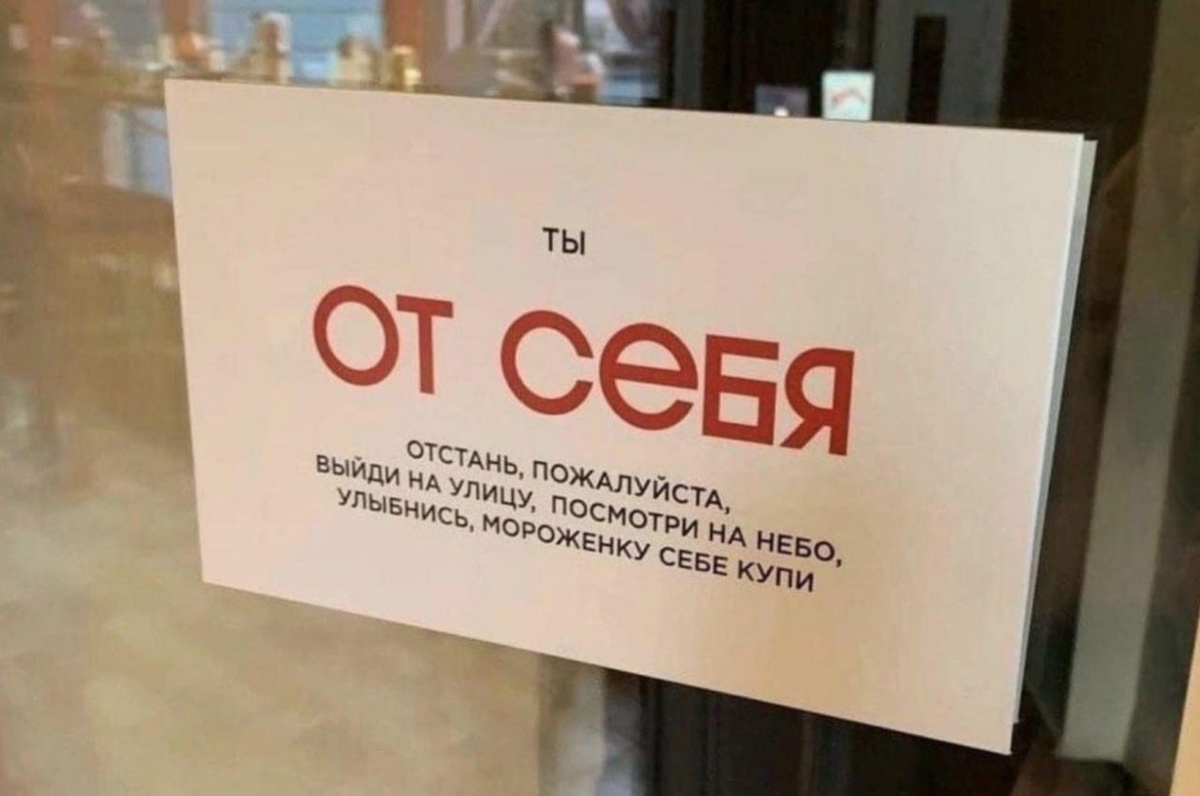 ТЫ
ОТ СЕБЯ
ОТСТАНЬ, ПОЖАЛУЙСТА,
ВЫЙДИ НА УЛИЦУ, ПОСМОТРИ НА НЕБО,
УЛЫБНИСЬ, МОРОЖЕНКУ СЕБЕ КУПИ